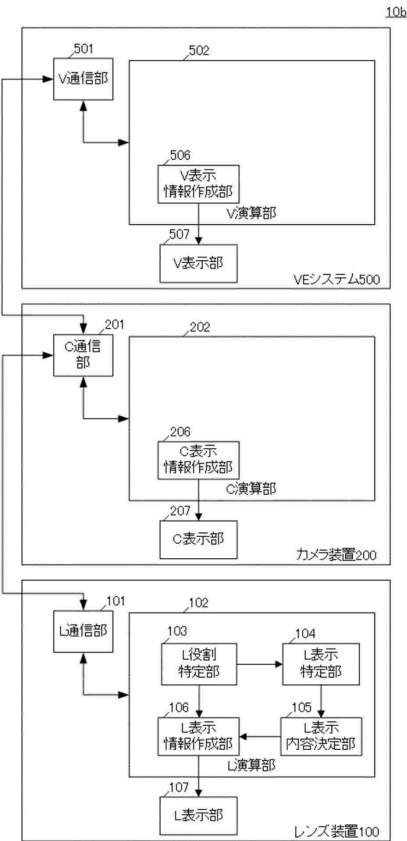 10b
501
502
V通信部
506
V表示
情報作成部
V演算部
507
V表示部
VEシステム500
201
202
C通信
部
206
C表示
情報作成部
C演算部
207
C表示部
カメラ装置200
101
102
L通信部
103
104
L役割
特定部
L表示
特定部
106
105
L表示
情報作成部
L表示
内容決定部
L演算部
107
L表示部
レンズ装置100